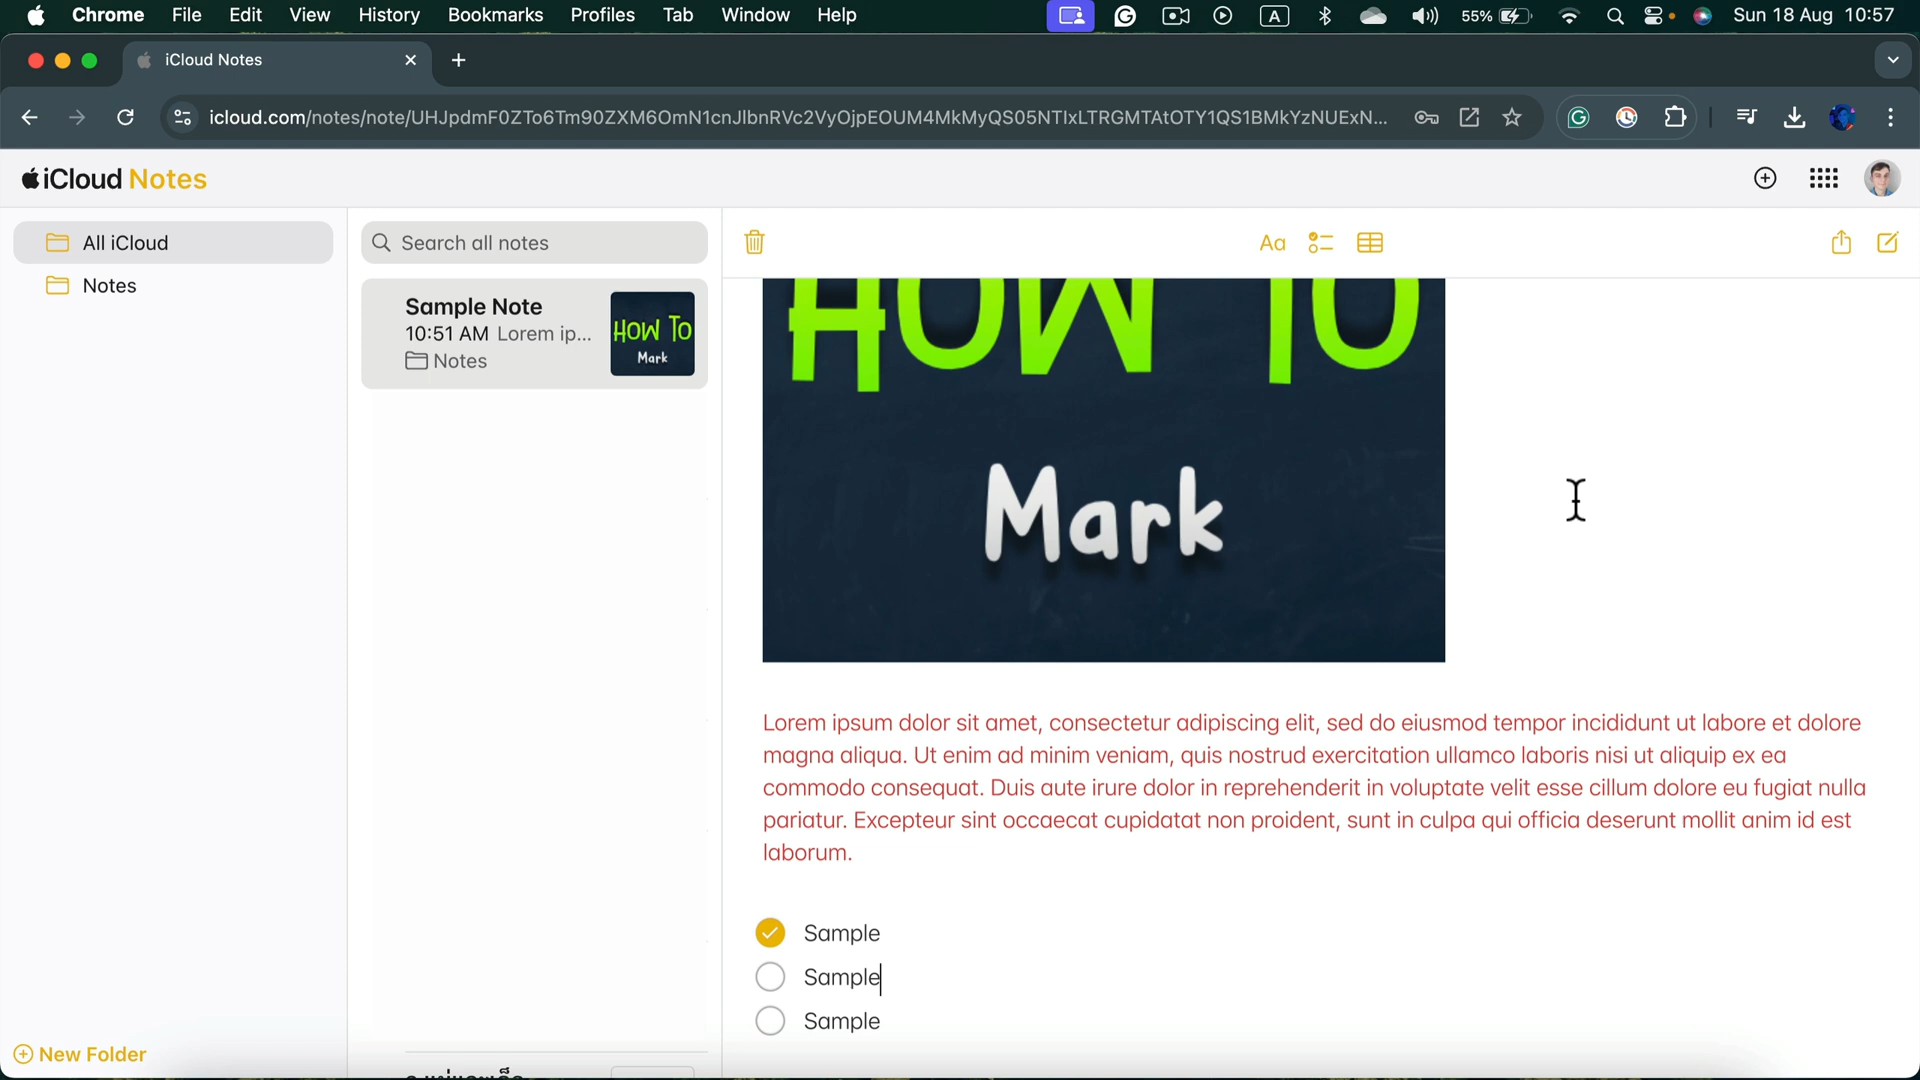 Chrome File Edit View History Bookmarks Profiles Tab Window Help A 55% Sun 18 Aug 10:57
iCloud Notes
icloud.com/notes/note/UHJpdmF0ZTo6Tm90ZXM6OmN1cnJlbnRVc2VyOjpEOUM4MkMyQS05NTIxLTRGMTAtOTY1QS1BMkYzNUExN...
iCloud Notes
All iCloud
Notes
Search all notes
Aa
Sample Note
10:51 AM Lorem ip...
Notes
HOW TO
Mark
HOW TO
Mark
Lorem ipsum dolor sit amet, consectetur adipiscing elit, sed do eiusmod tempor incididunt ut labore et dolore
magna aliqua. Ut enim ad minim veniam, quis nostrud exercitation ullamco laboris nisi ut aliquip ex ea
commodo consequat. Duis aute irure dolor in reprehenderit in voluptate velit esse cillum dolore eu fugiat nulla
pariatur. Excepteur sint occaecat cupidatat non proident, sunt in culpa qui officia deserunt mollit anim id est
laborum.
Sample
Sample
Sample
New Folder